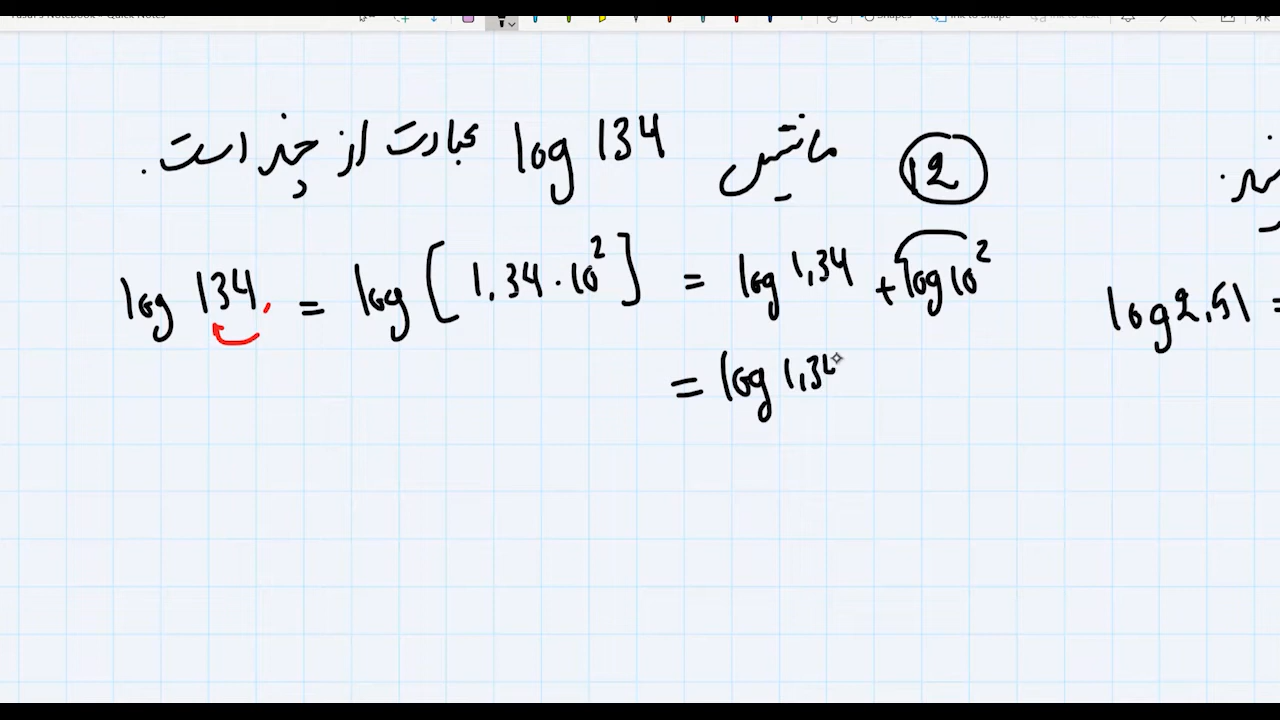 12 مانتیس log 134 عبارت از چند است.
log 134. = log [1.34 · 10²] = log 1,34 + log 10²
= log 1,34
log 2,51 =